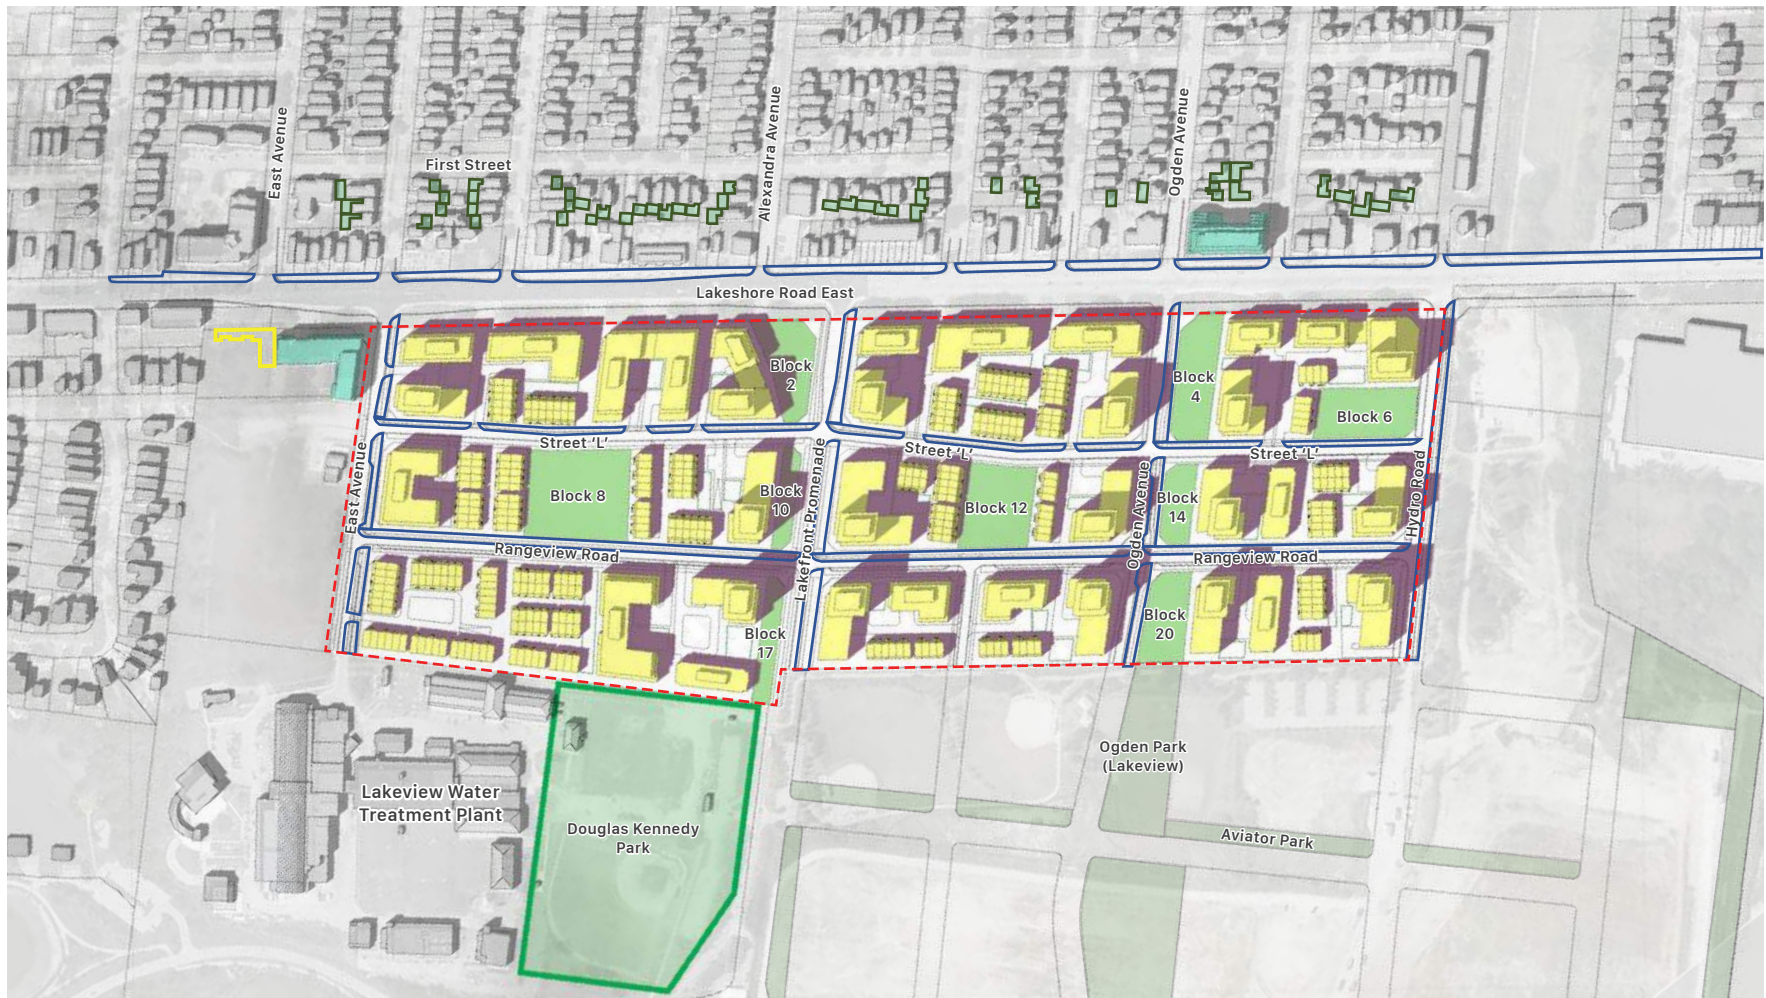 East Avenue
First Street
Alexandra Avenue
Ogden Avenue
Lakeshore Road East
Block
2
Block
4
Block 6
Street ‘L’
Street ‘L’
Street ‘L’
East Avenue
Block 8
Block
10
Lakefront Promenade
Block 12
Ogden Avenue
Block
14
Hydro Road
Rangeview Road
Rangeview Road
Block
17
Block
20
Lakeview Water
Treatment Plant
Douglas Kennedy
Park
Ogden Park
(Lakeview)
Aviator Park